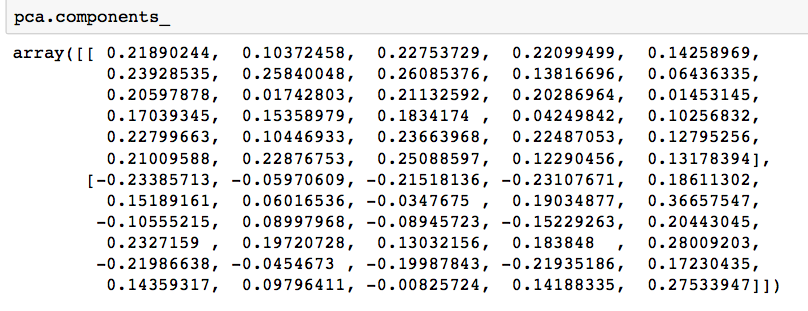 pca.components_
array([[ 0.21890244, 0.10372458, 0.22753729, 0.22099499, 0.14258969,
0.23928535, 0.25840048, 0.26085376, 0.13816696, 0.06436335,
0.20597878, 0.01742803, 0.21132592, 0.20286964, 0.01453145,
0.17039345, 0.15358979, 0.1834174 , 0.04249842, 0.10256832,
0.22799663, 0.10446933, 0.23663968, 0.22487053, 0.12795256,
0.21009588, 0.22876753, 0.25088597, 0.12290456, 0.13178394],
[-0.23385713, -0.05970609, -0.21518136, -0.23107671, 0.18611302,
0.15189161, 0.06016536, -0.0347675 , 0.19034877, 0.36657547,
-0.10555215, 0.08997968, -0.08945723, -0.15229263, 0.20443045,
0.2327159 , 0.19720728, 0.13032156, 0.183848 , 0.28009203,
-0.21986638, -0.0454673 , -0.19987843, -0.21935186, 0.17230435,
0.14359317, 0.09796411, -0.00825724, 0.14188335, 0.27533947]])